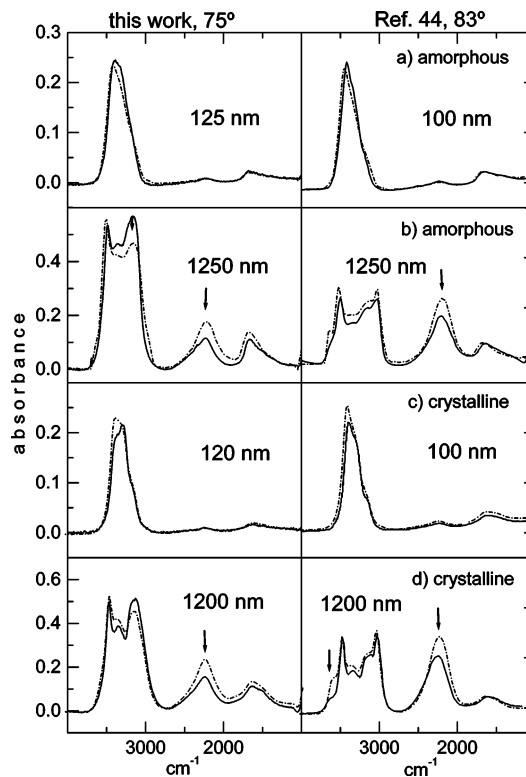 this work, 75º
Ref. 44, 83º
0.3
a) amorphous
0.2
125 nm
100 nm
0.1
0.0
b) amorphous
0.4
1250 nm
1250 nm
0.2
0.0
absorbance
c) crystalline
0.2
120 nm
100 nm
0.1
0.0
0.6
d) crystalline
1200 nm
1200 nm
0.4
0.2
0.0
3000
2000
3000
2000
cm-1
cm-1